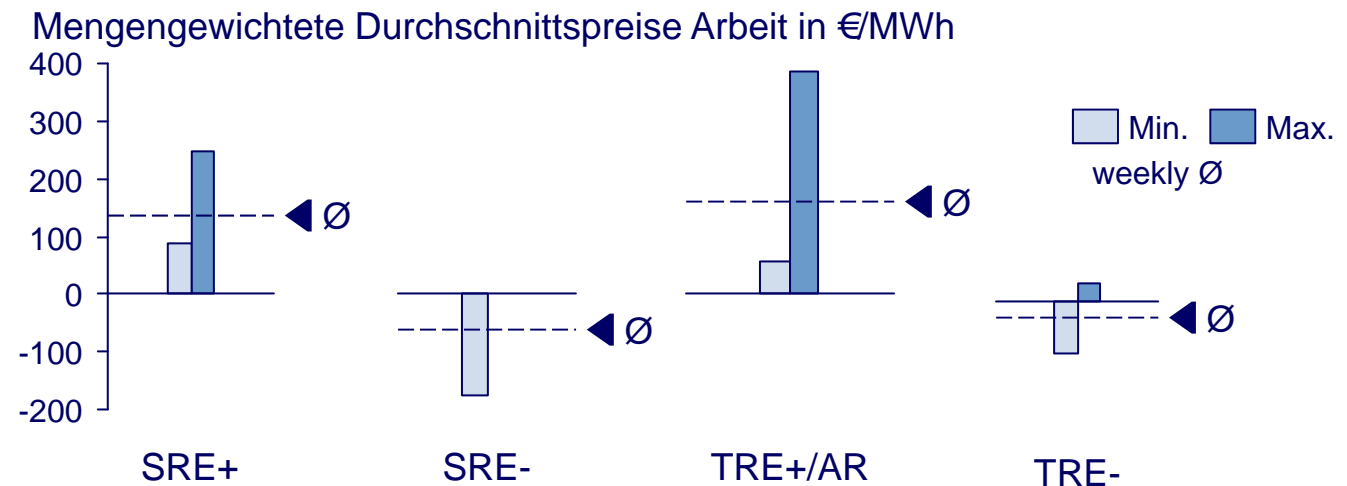 Mengengewichtete Durchschnittspreise Arbeit in €/MWh
400
300
200
100
0
-100
-200
Min. Max.
weekly Ø
Ø
Ø
Ø
Ø
SRE+ SRE- TRE+/AR TRE-